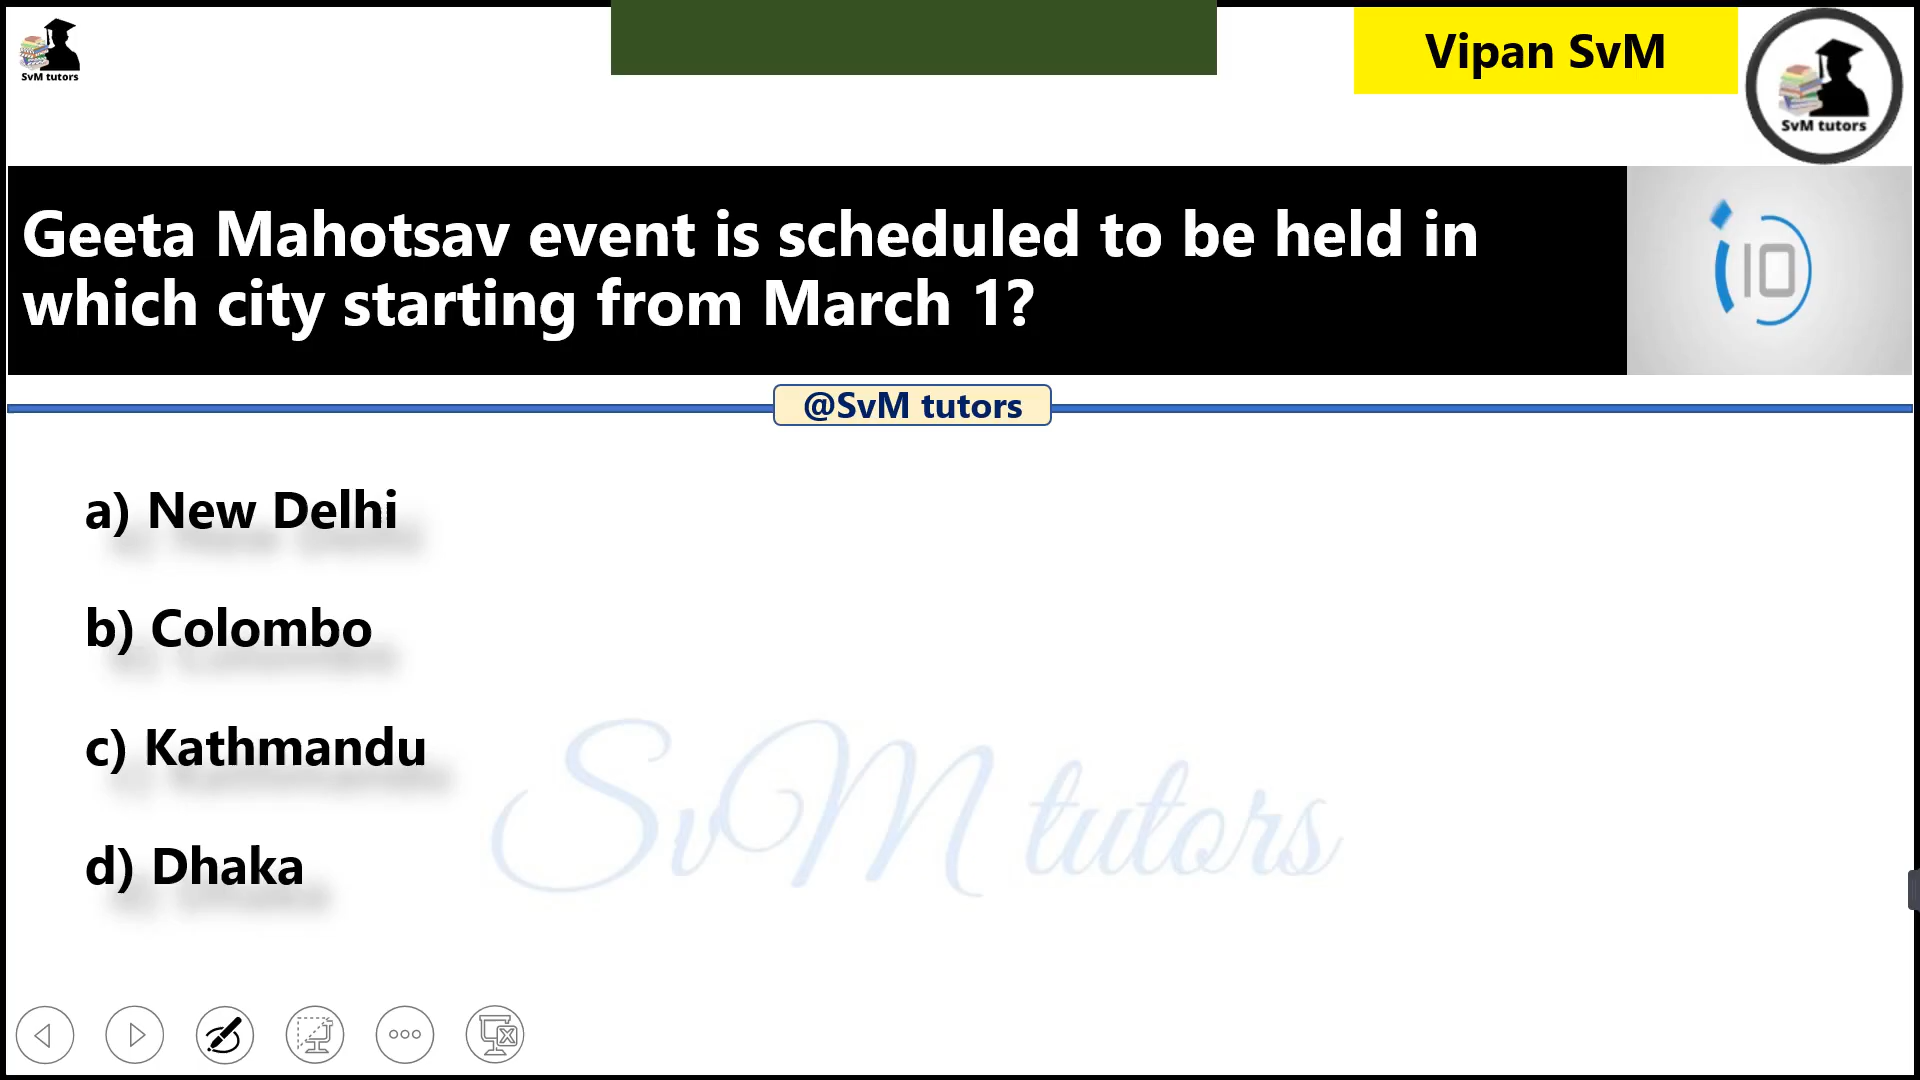 SvM tutors
Vipan SvM
SvM tutors
Geeta Mahotsav event is scheduled to be held in
which city starting from March 1?
10
@SvM tutors
a) New Delhi
b) Colombo
c) Kathmandu
d) Dhaka
SvM tutors